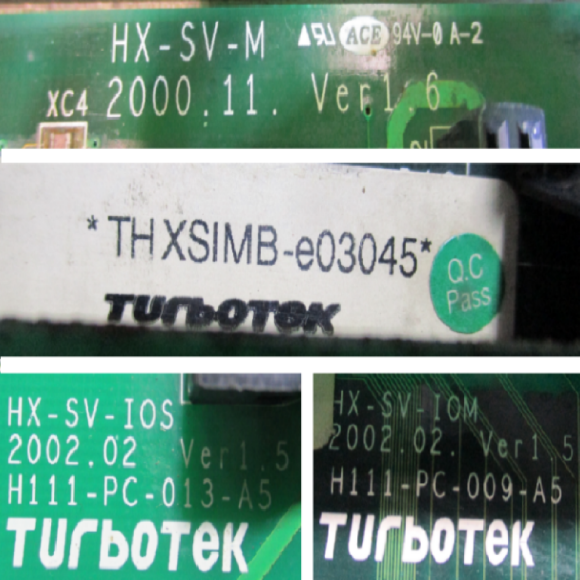 HX-SV-M ACE 94V-0 A-2
XC4 2000.11. Ver1.6
*THXSIMB-e03045*
Q.C
Pass
TURBOTEK
HX-SV-IOS
2002.02 Ver1.5
H111-PC-013-A5
TURBOTEK
HX-SV-IOM
2002.02. Ver1.5
H111-PC-009-A5
TURBOTEK